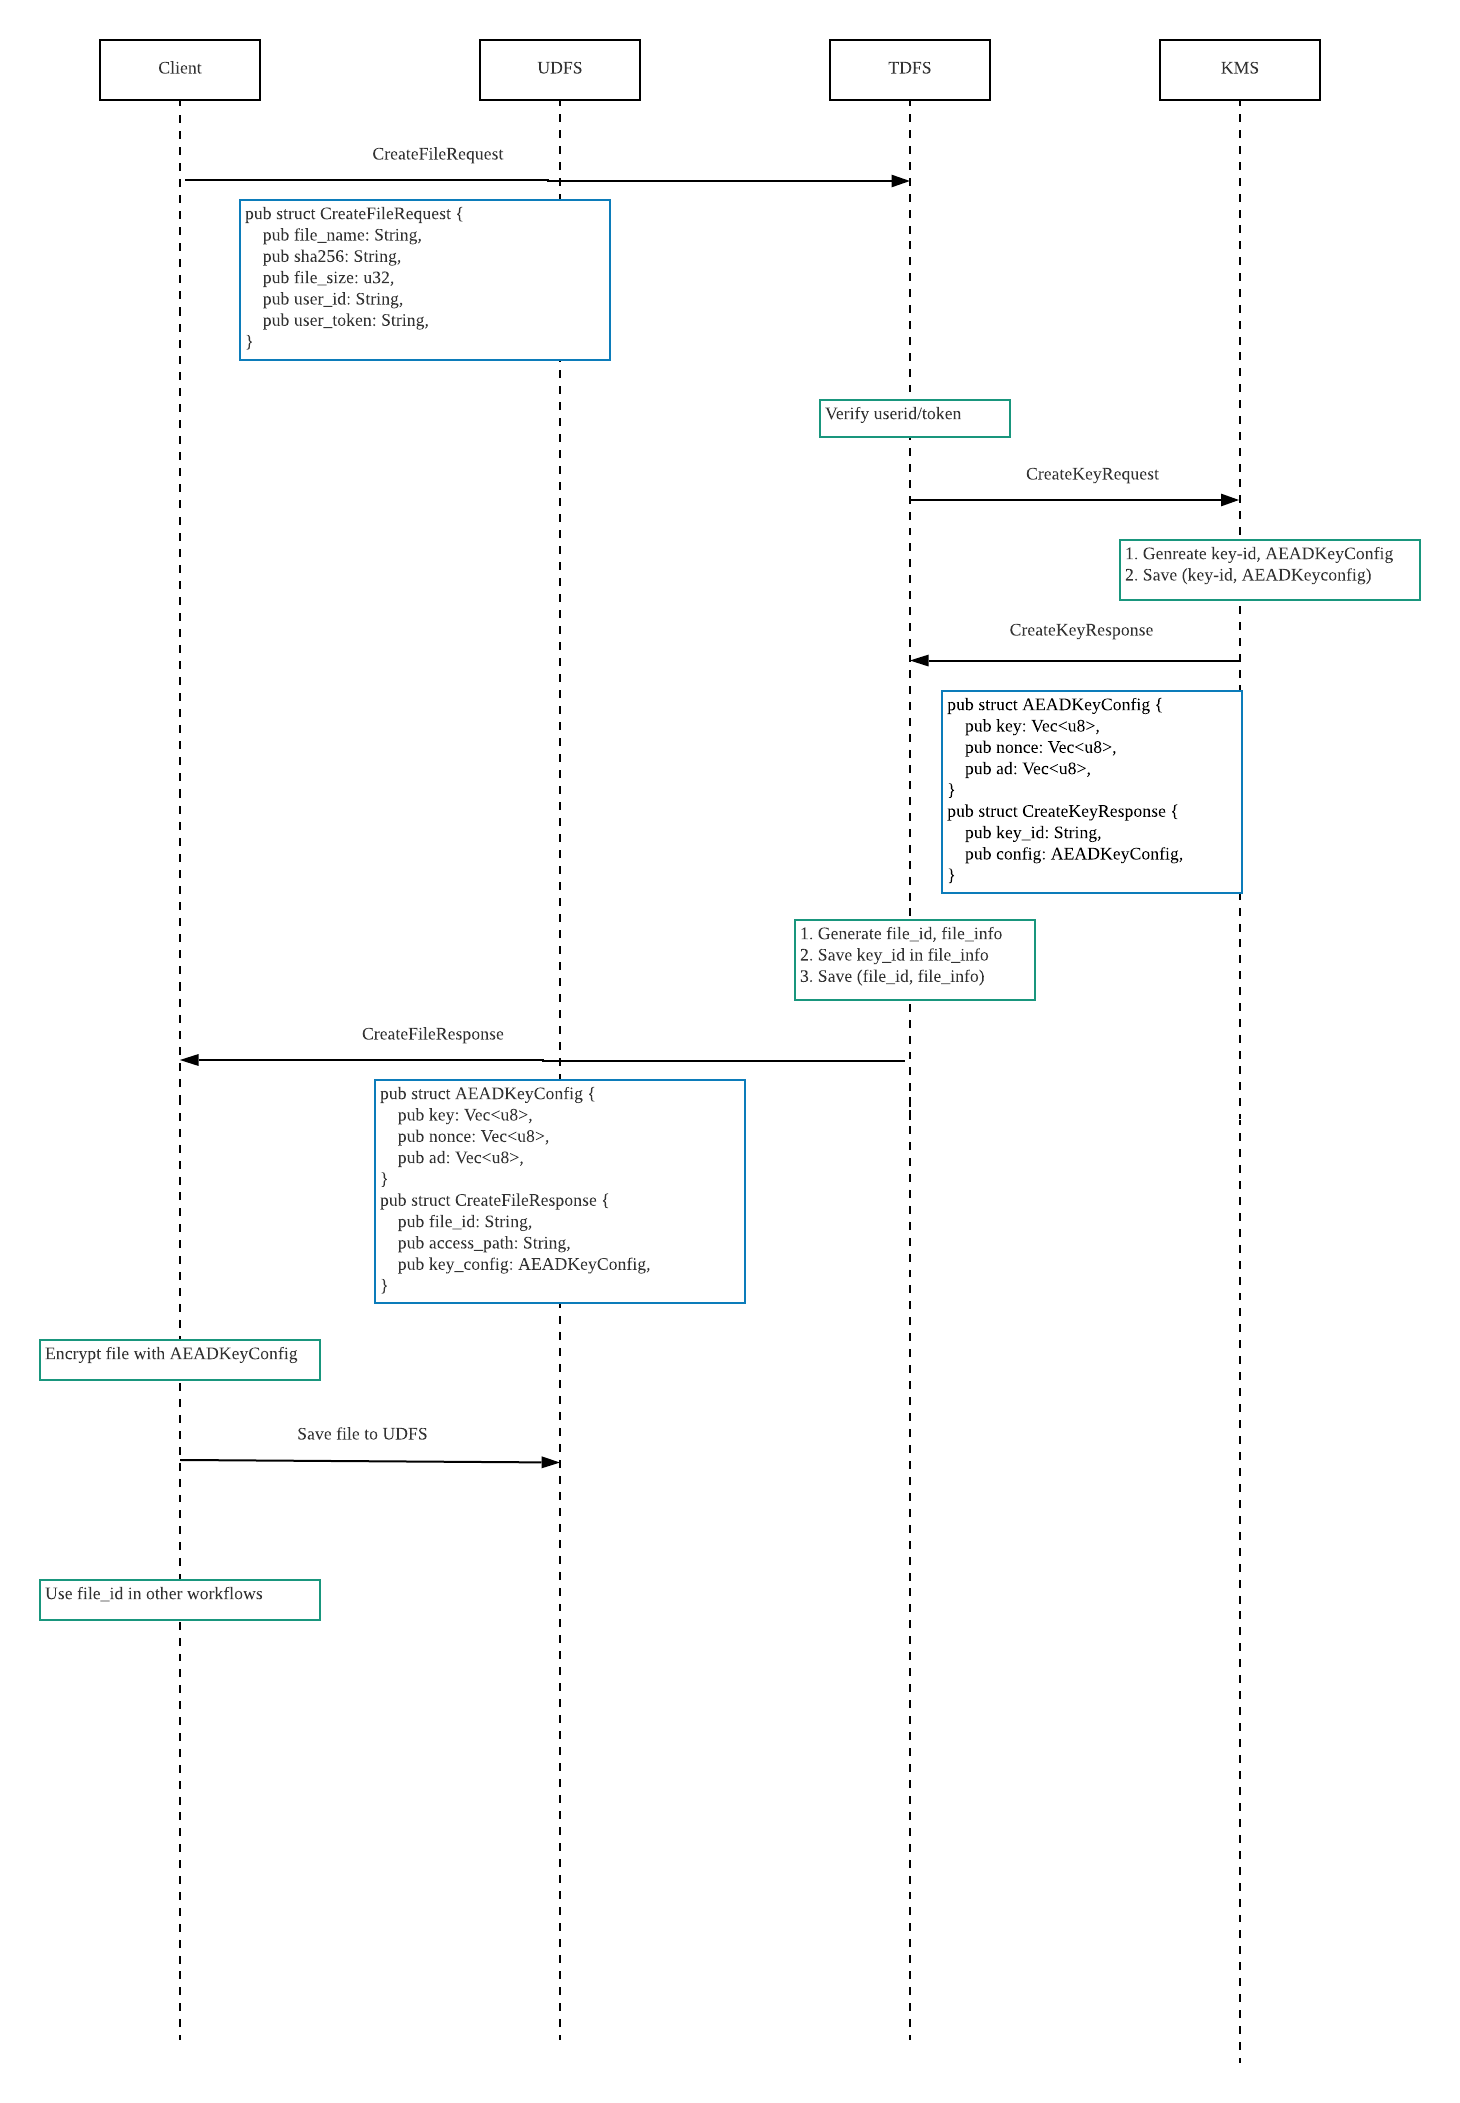 Client
UDFS
TDFS
KMS
CreateFileRequest
pub struct CreateFileRequest {
    pub file_name: String,
    pub sha256: String,
    pub file_size: u32,
    pub user_id: String,
    pub user_token: String,
}
Verify userid/token
CreateKeyRequest
1. Genreate key-id, AEADKeyConfig
2. Save (key-id, AEADKeyconfig)
CreateKeyResponse
pub struct AEADKeyConfig {
    pub key: Vec<u8>,
    pub nonce: Vec<u8>,
    pub ad: Vec<u8>,
}
pub struct CreateKeyResponse {
    pub key_id: String,
    pub config: AEADKeyConfig,
}
1. Generate file_id, file_info
2. Save key_id in file_info
3. Save (file_id, file_info)
CreateFileResponse
pub struct AEADKeyConfig {
    pub key: Vec<u8>,
    pub nonce: Vec<u8>,
    pub ad: Vec<u8>,
}
pub struct CreateFileResponse {
    pub file_id: String,
    pub access_path: String,
    pub key_config: AEADKeyConfig,
}
Encrypt file with AEADKeyConfig
Save file to UDFS
Use file_id in other workflows